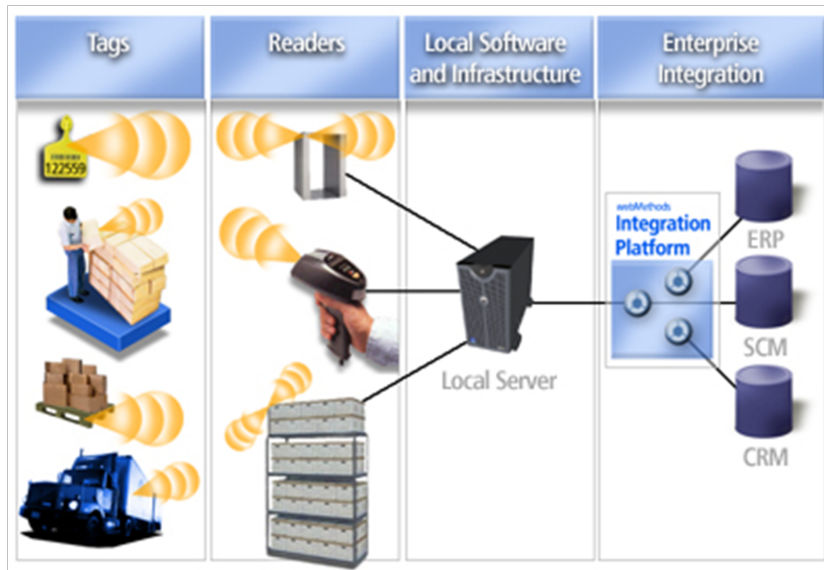 Tags
Readers
Local Software
and Infrastructure
Enterprise
Integration
122559
webMethods
Integration
Platform
ERP
SCM
CRM
Local Server